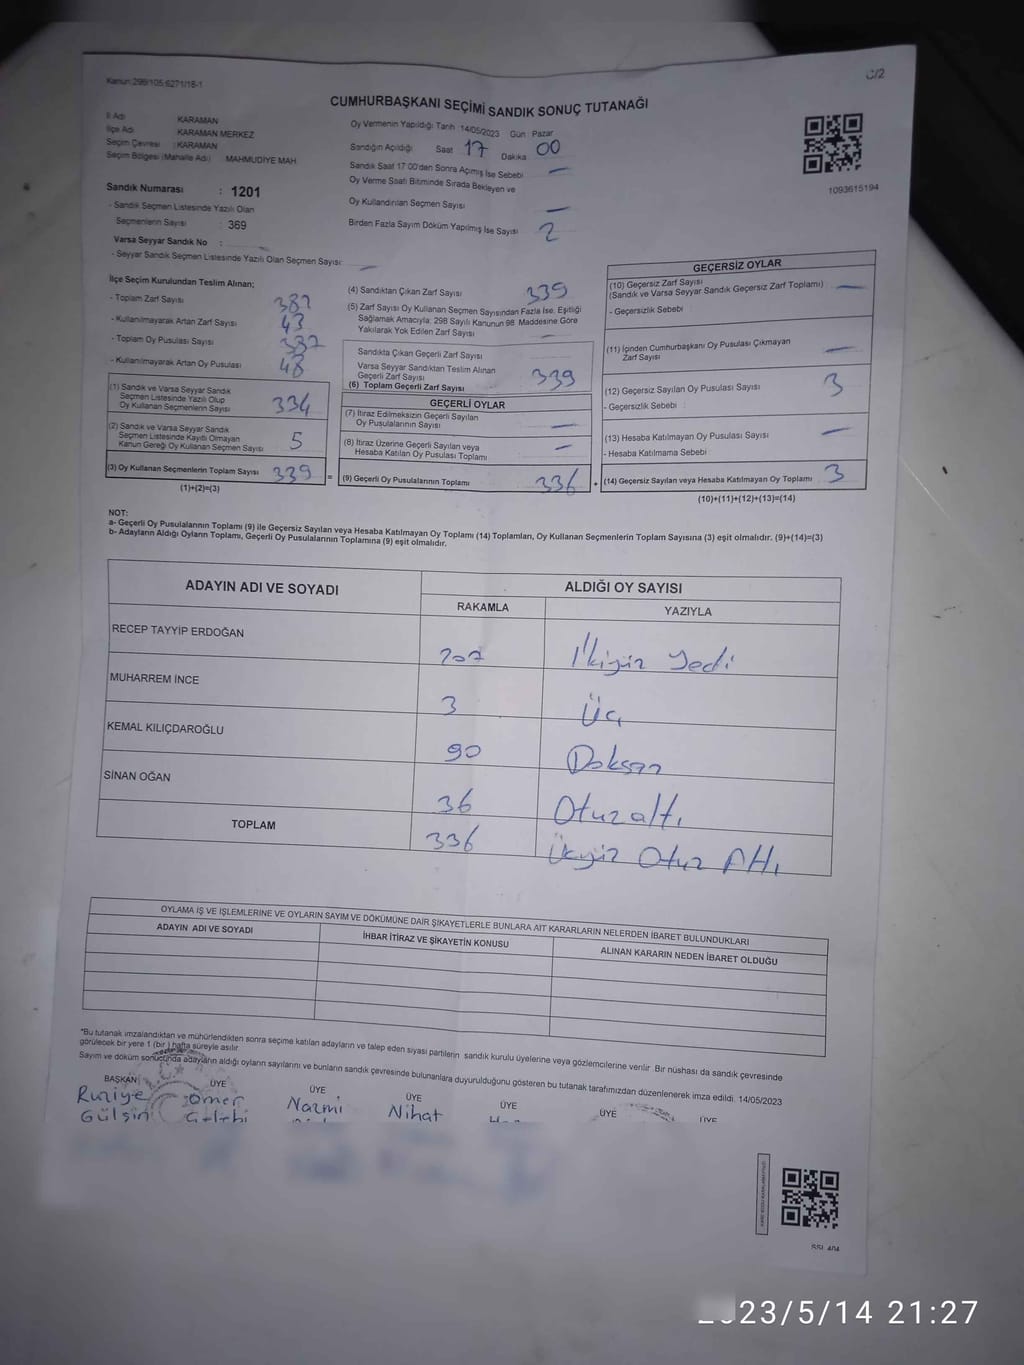 Kanun:298/105,6271/18-1
C/2
CUMHURBAŞKANI SEÇİMİ SANDIK SONUÇ TUTANAĞI
İl Adı KARAMAN
İlçe Adı KARAMAN MERKEZ
Seçim Çevresi : KARAMAN
Seçim Bölgesi (Mahalle Adı) MAHMUDİYE MAH
Sandık Numarası : 1201
- Sandık Seçmen Listesinde Yazılı Olan
Seçmenlerin Sayısı : 369
Varsa Seyyar Sandık No :
- Seyyar Sandık Seçmen Listesinde Yazılı Olan Seçmen Sayısı: —
Oy Vermenin Yapıldığı Tarih :14/05/2023 Gün : Pazar
Sandığın Açıldığı Saat 17 Dakika 00
Sandık Saat 17:00'den Sonra Açımış İse Sebebi —
Oy Verme Saati Bitiminde Sırada Bekleyen ve
Oy Kullandırılan Seçmen Sayısı —
Birden Fazla Sayım Döküm Yapılmış İse Sayısı 2
1093615194
İlçe Seçim Kurulundan Teslim Alınan;
- Toplam Zarf Sayısı 382
- Kullanılmayarak Artan Zarf Sayısı 43
- Toplam Oy Pusulası Sayısı
- Kullanılmayarak Artan Oy Pusulası 48
(1) Sandık ve Varsa Seyyar Sandık
Seçmen Listesinde Yazılı Olup
Oy Kullanan Seçmenlerin Sayısı 334
(2) Sandık ve Varsa Seyyar Sandık
Seçmen Listesinde Kayıtlı Olmayan
Kanun Gereği Oy Kullanan Seçmen Sayısı 5
(3) Oy Kullanan Seçmenlerin Toplam Sayısı 339 =
(1)+(2)=(3)
(4) Sandıktan Çıkan Zarf Sayısı 339
(5) Zarf Sayısı Oy Kullanan Seçmen Sayısından Fazla İse, Eşitliği
Sağlamak Amacıyla; 298 Sayılı Kanunun 98. Maddesine Göre
Yakılarak Yok Edilen Zarf Sayısı —
Sandıkta Çıkan Geçerli Zarf Sayısı
Varsa Seyyar Sandıktan Teslim Alınan
Geçerli Zarf Sayısı
(6) Toplam Geçerli Zarf Sayısı 339
GEÇERLİ OYLAR
(7) İtiraz Edilmeksizin Geçerli Sayılan
Oy Pusulalarının Sayısı —
(8) İtiraz Üzerine Geçerli Sayılan veya
Hesaba Katılan Oy Pusulası Toplamı —
(9) Geçerli Oy Pusulalarının Toplamı 336 +
GEÇERSİZ OYLAR
(10) Geçersiz Zarf Sayısı
(Sandık ve Varsa Seyyar Sandık Geçersiz Zarf Toplamı) —
- Geçersizlik Sebebi :
(11) İçinden Cumhurbaşkanı Oy Pusulası Çıkmayan
Zarf Sayısı —
(12) Geçersiz Sayılan Oy Pusulası Sayısı 3
- Geçersizlik Sebebi :
(13) Hesaba Katılmayan Oy Pusulası Sayısı —
- Hesaba Katılmama Sebebi
(14) Geçersiz Sayılan veya Hesaba Katılmayan Oy Toplamı 3
(10)+(11)+(12)+(13)=(14)
NOT:
a- Geçerli Oy Pusulalarının Toplamı (9) ile Geçersiz Sayılan veya Hesaba Katılmayan Oy Toplamı (14) Toplamları, Oy Kullanan Seçmenlerin Toplam Sayısına (3) eşit olmalıdır. (9)+(14)=(3)
b- Adayların Aldığı Oyların Toplamı, Geçerli Oy Pusulalarının Toplamına (9) eşit olmalıdır.
ADAYIN ADI VE SOYADI ALDIĞI OY SAYISI
RAKAMLA YAZIYLA
RECEP TAYYİP ERDOĞAN 207 İkiyüz Yedi
MUHARREM İNCE 3 Üç
KEMAL KILIÇDAROĞLU 90 Doksan
SİNAN OĞAN 36 Otuzaltı
TOPLAM 336 Üçyüz Otuz Altı
OYLAMA İŞ VE İŞLEMLERİNE VE OYLARIN SAYIM VE DÖKÜMÜNE DAİR ŞİKAYETLERLE BUNLARA AİT KARARLARIN NELERDEN İBARET BULUNDUKLARI
ADAYIN ADI VE SOYADI İHBAR İTİRAZ VE ŞİKAYETİN KONUSU ALINAN KARARIN NEDEN İBARET OLDUĞU
*Bu tutanak imzalandıktan ve mühürlendikten sonra seçime katılan adayların ve talep eden siyasi partilerin sandık kurulu üyelerine veya gözlemcilerine verilir. Bir nüshası da sandık çevresinde
görülecek bir yere 1 (bir) hafta süreyle asılır.
Sayım ve döküm sonucunda adayların aldığı oyların sayılarını ve bunların sandık çevresinde bulunanlara duyurulduğunu gösteren bu tutanak tarafımızdan düzenlenerek imza edildi. 14/05/2023
BAŞKAN ÜYE ÜYE ÜYE ÜYE ÜYE ÜYE
Ruziye Ömer Nazmi Nihat
Gülşin Çelebi
23/5/14 21:27